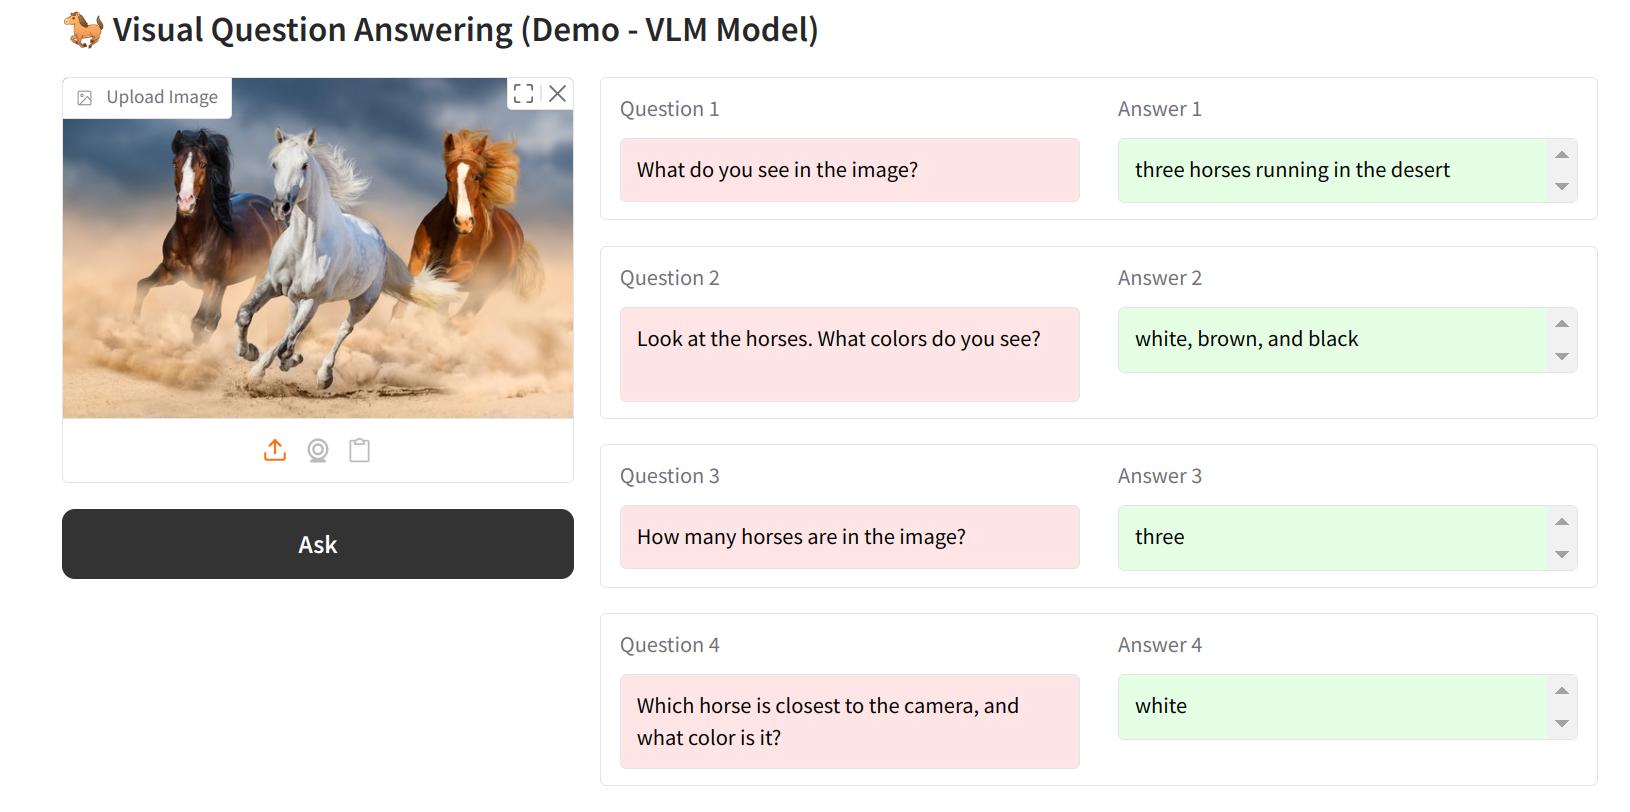 Visual Question Answering (Demo - VLM Model)
Upload Image
Ask
Question 1
Answer 1
What do you see in the image?
three horses running in the desert
Question 2
Answer 2
Look at the horses. What colors do you see?
white, brown, and black
Question 3
Answer 3
How many horses are in the image?
three
Question 4
Answer 4
Which horse is closest to the camera, and
what color is it?
white